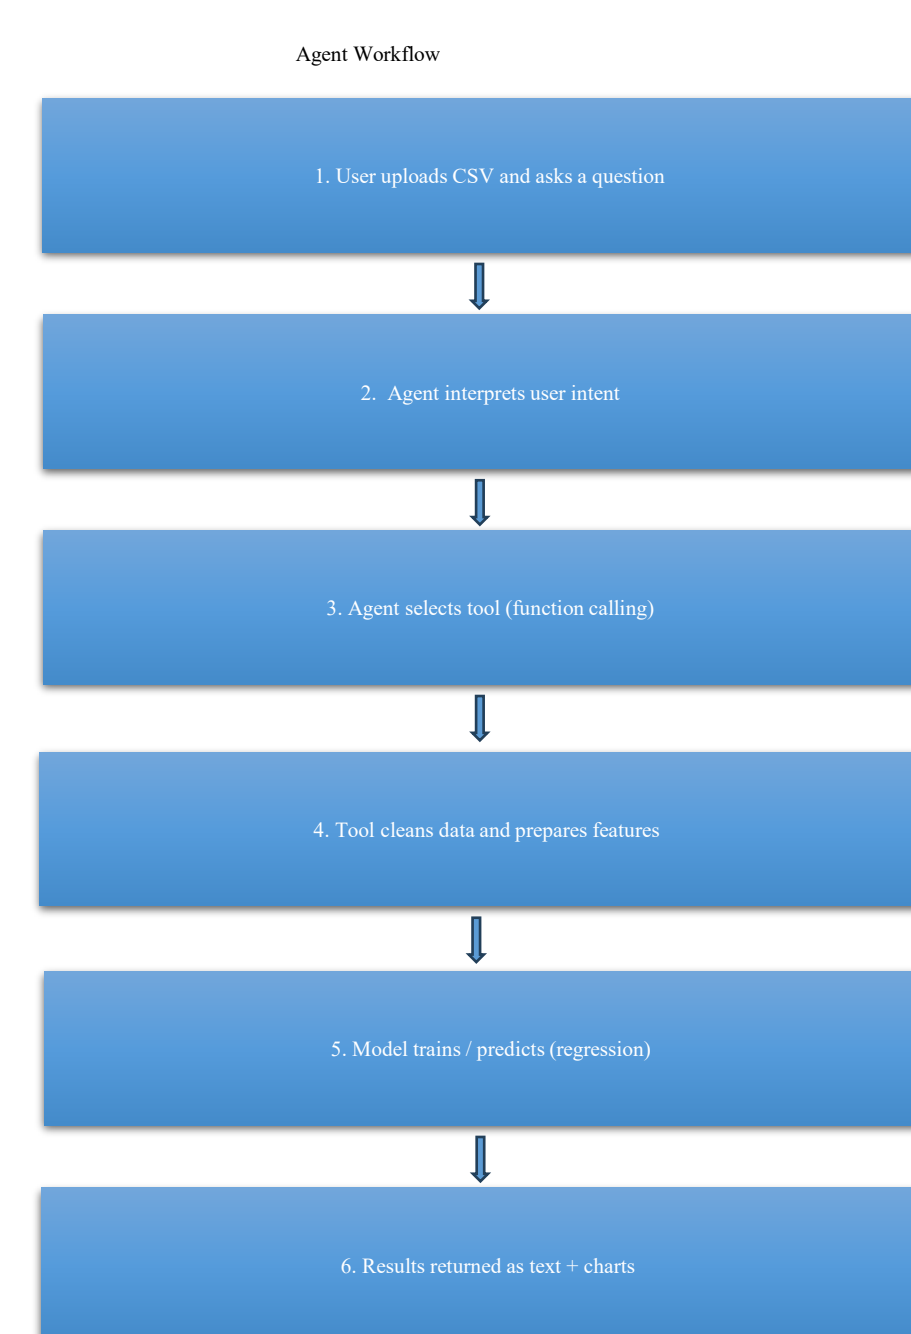 Agent Workflow
1. User uploads CSV and asks a question
2.  Agent interprets user intent
3. Agent selects tool (function calling)
4. Tool cleans data and prepares features
5. Model trains / predicts (regression)
6. Results returned as text + charts